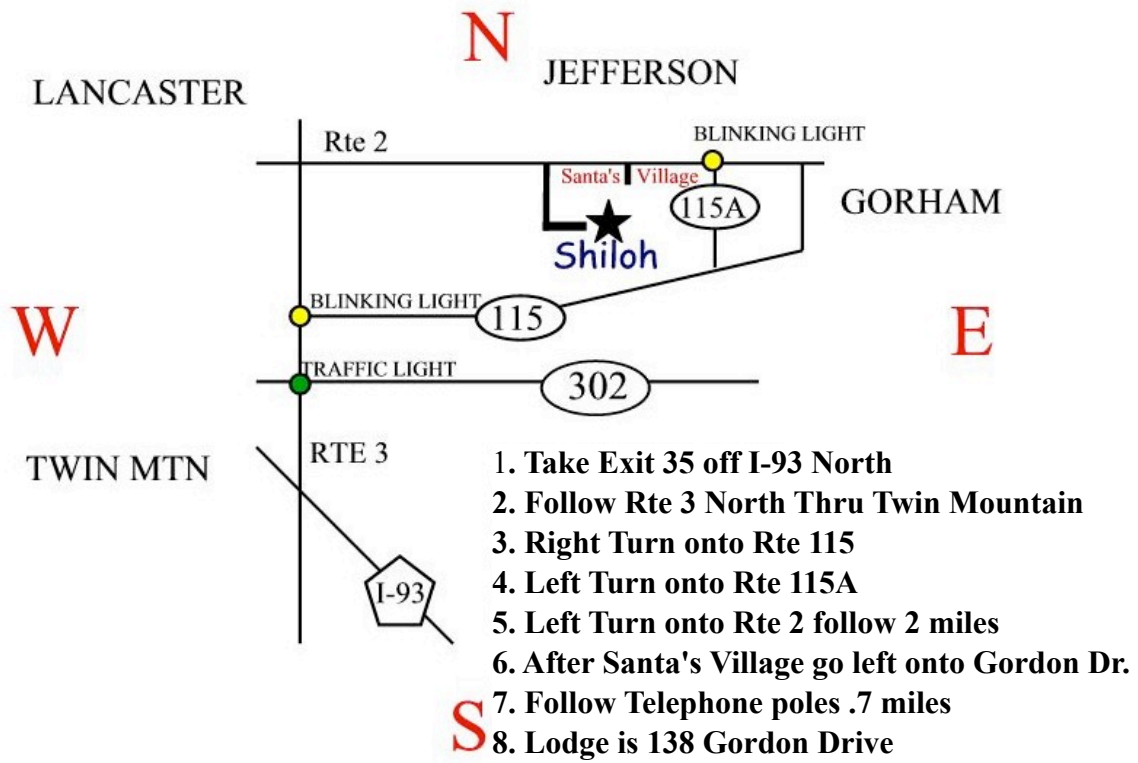 N
JEFFERSON
LANCASTER
BLINKING LIGHT
Rte 2
Santa's Village
115A
GORHAM
Shiloh
W
BLINKING LIGHT
115
E
TRAFFIC LIGHT
302
TWIN MTN
RTE 3
I-93
1. Take Exit 35 off I-93 North
2. Follow Rte 3 North Thru Twin Mountain
3. Right Turn onto Rte 115
4. Left Turn onto Rte 115A
5. Left Turn onto Rte 2 follow 2 miles
6. After Santa's Village go left onto Gordon Dr.
7. Follow Telephone poles .7 miles
8. Lodge is 138 Gordon Drive
S